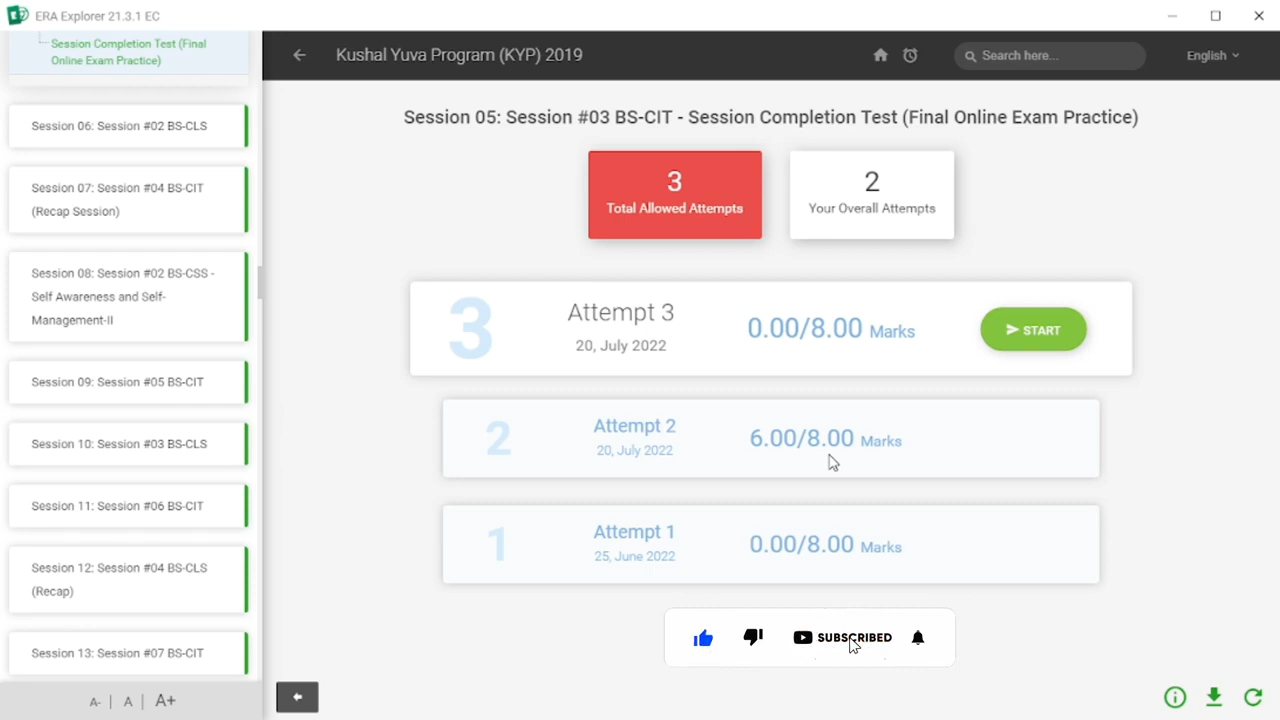 ERA Explorer 21.3.1 EC
Session Completion Test (Final
Online Exam Practice)
Session 06: Session #02 BS-CLS
Session 07: Session #04 BS-CIT
(Recap Session)
Session 08: Session #02 BS-CSS -
Self Awareness and Self-
Management-II
Session 09: Session #05 BS-CIT
Session 10: Session #03 BS-CLS
Session 11: Session #06 BS-CIT
Session 12: Session #04 BS-CLS
(Recap)
Session 13: Session #07 BS-CIT
A- | A | A+
Kushal Yuva Program (KYP) 2019
Search here...
English
Session 05: Session #03 BS-CIT - Session Completion Test (Final Online Exam Practice)
3
Total Allowed Attempts
2
Your Overall Attempts
3
Attempt 3
20, July 2022
0.00/8.00 Marks
START
2
Attempt 2
20, July 2022
6.00/8.00 Marks
1
Attempt 1
25, June 2022
0.00/8.00 Marks
SUBSCRIBED